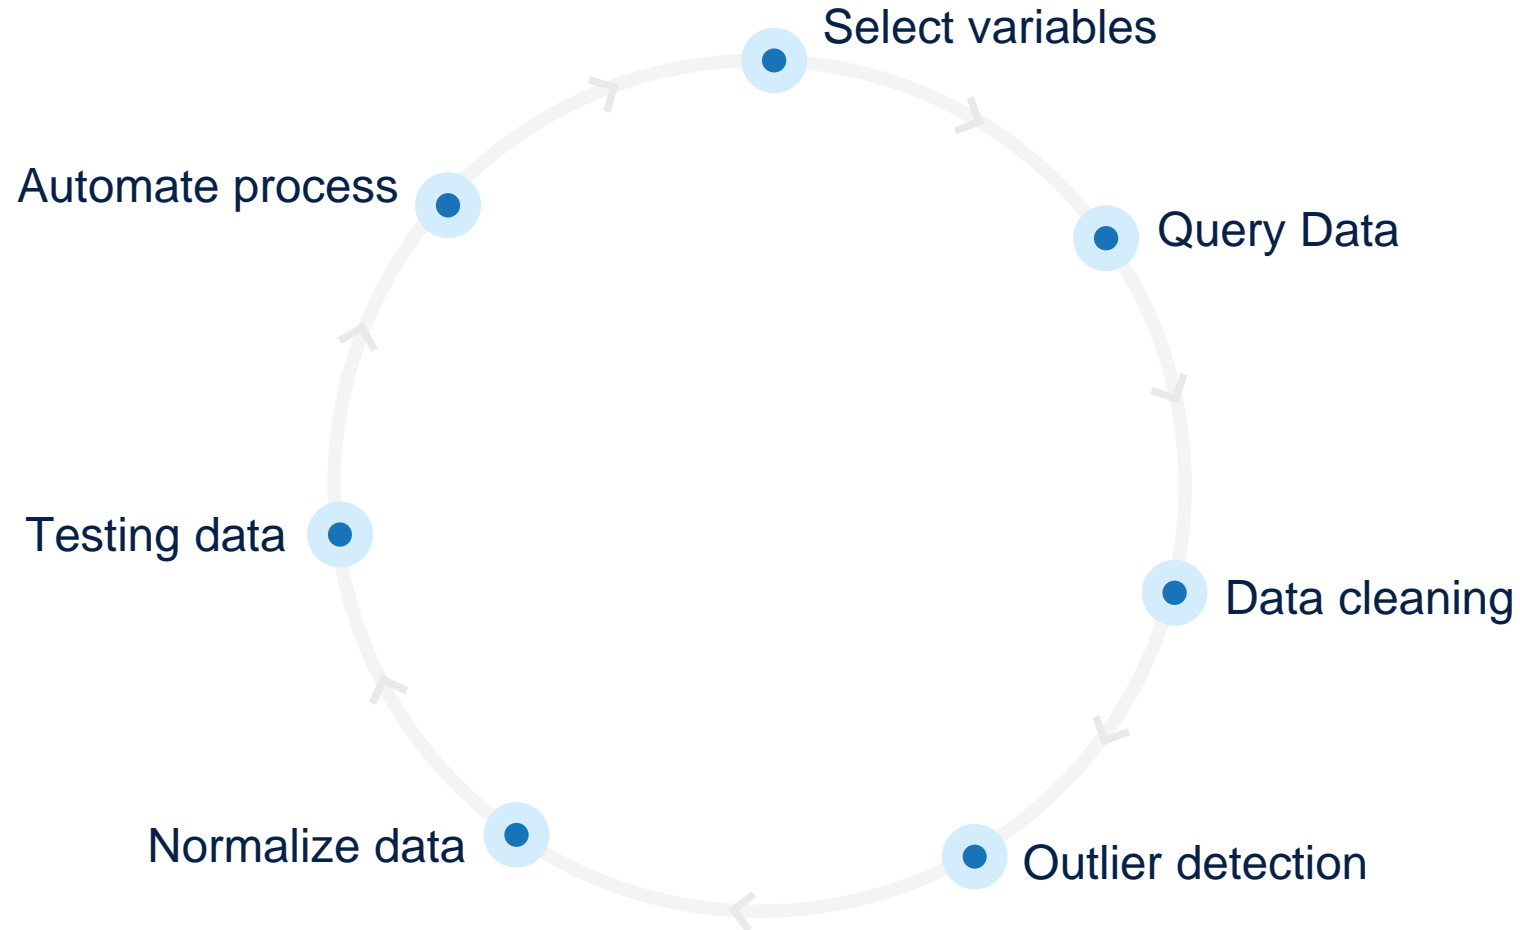 Select variables
Query Data
Data cleaning
Outlier detection
Normalize data
Testing data
Automate process